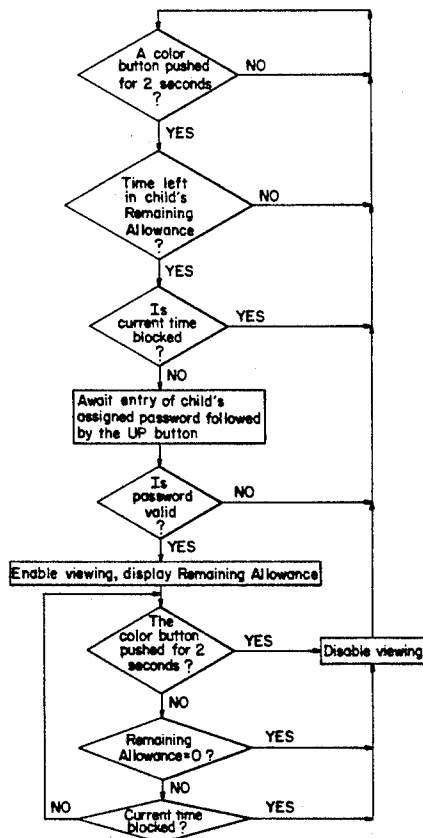 A color
button pushed
for 2 seconds
?
NO
YES
Time left
in child's
Remaining
Allowance
?
NO
YES
Is
current time
blocked
?
YES
NO
Await entry of child's
assigned password followed
by the UP button
Is
password
valid
?
NO
YES
Enable viewing, display Remaining Allowance
The
color button
pushed for 2
seconds ?
YES
Disable viewing
NO
Remaining
Allowance=0 ?
YES
NO
NO
Current time
blocked ?
YES